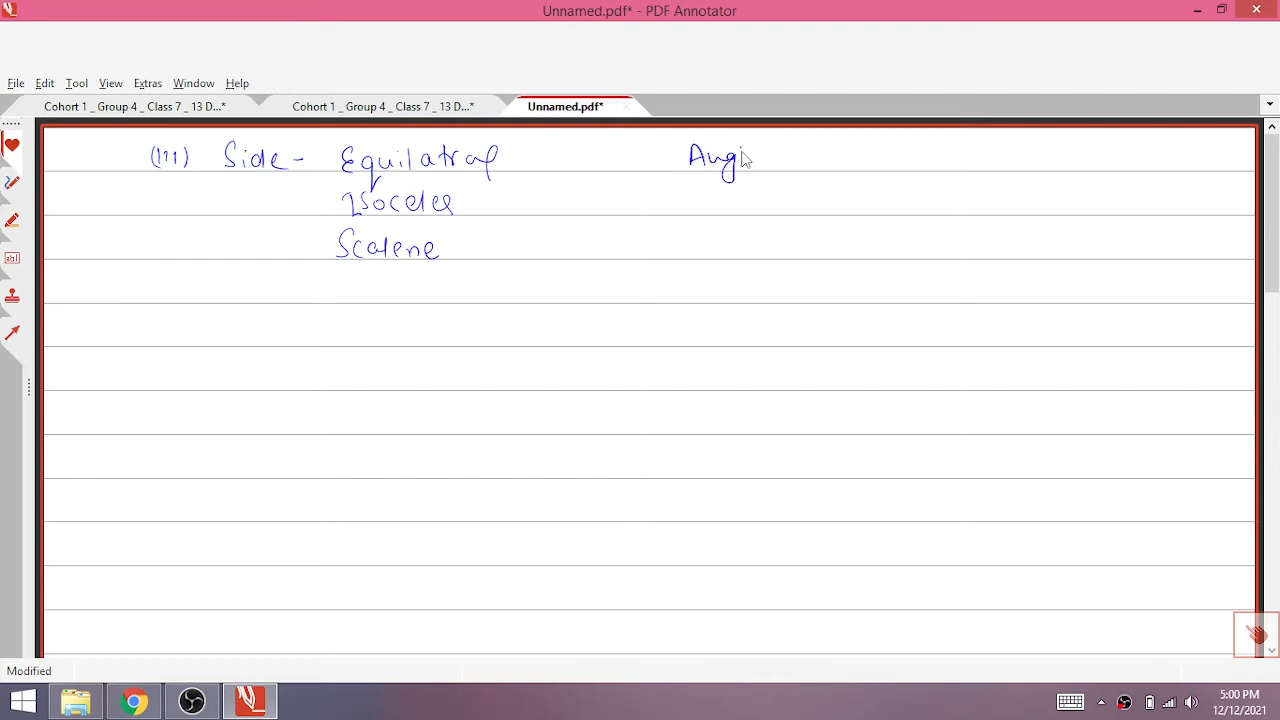 Unnamed.pdf* - PDF Annotator
File Edit Tool View Extras Window Help
Cohort 1 _ Group 4 _ Class 7 _ 13 D...* Cohort 1 _ Group 4 _ Class 7 _ 13 D...* Unnamed.pdf*
(III) Side - Equilatral Ang
Isoceles
Scalene
Modified
5:00 PM
12/12/2021